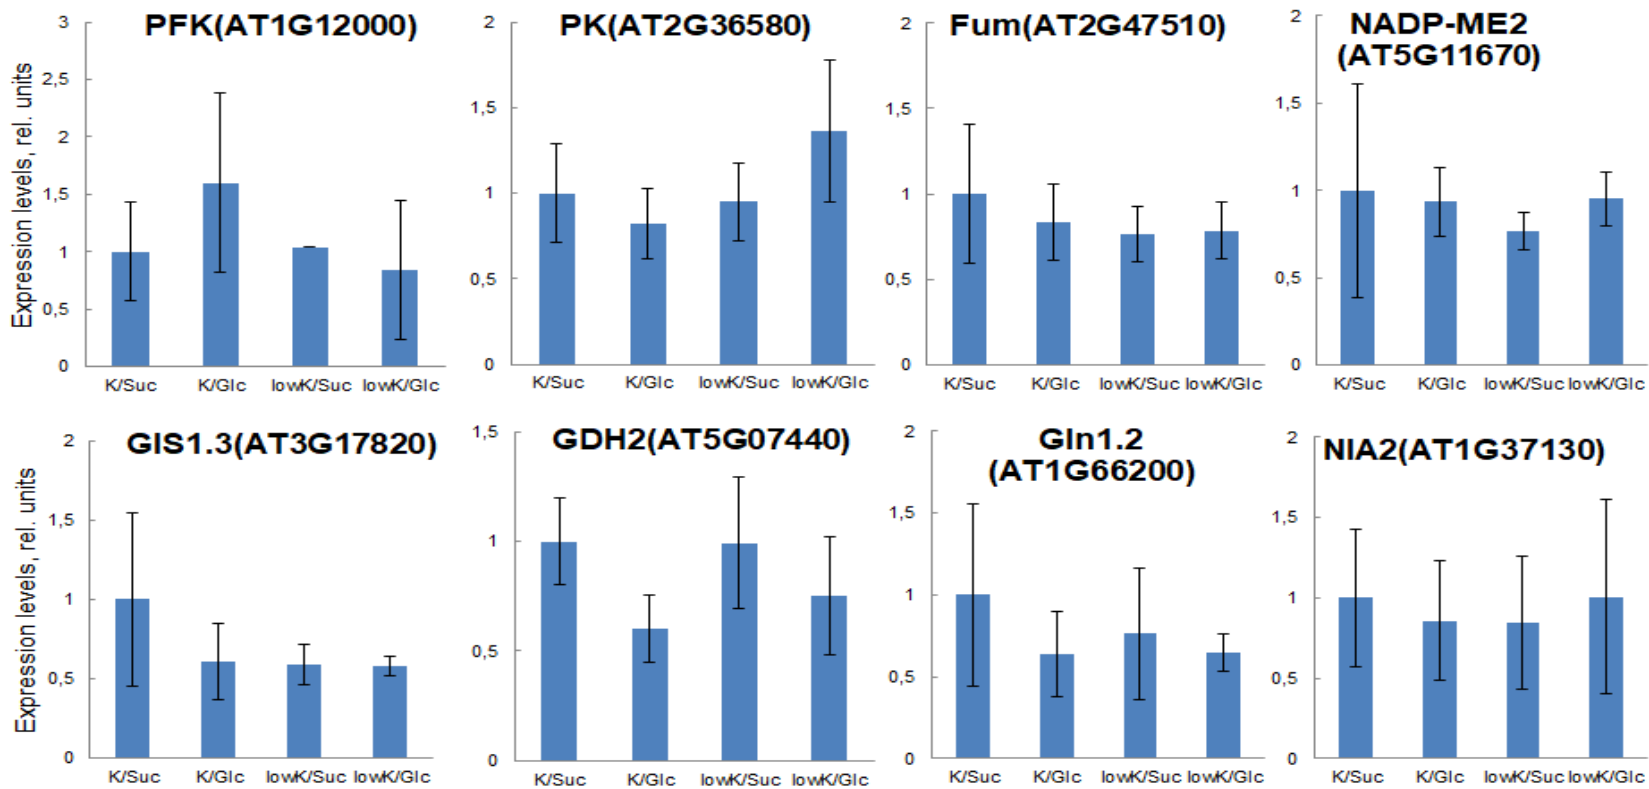 PFK(AT1G12000)
Expression levels, rel. units
3
2,5
2
1,5
1
0,5
0
K/Suc K/Glc lowK/Suc lowK/Glc
PK(AT2G36580)
2
1,5
1
0,5
0
K/Suc K/Glc lowK/Suc lowK/Glc
Fum(AT2G47510)
2
1,5
1
0,5
0
K/Suc K/Glc lowK/Suc lowK/Glc
NADP-ME2
(AT5G11670)
2
1,5
1
0,5
0
K/Suc K/Glc lowK/Suc lowK/Glc
GIS1.3(AT3G17820)
Expression levels, rel. units
2
1,5
1
0,5
0
K/Suc K/Glc lowK/Suc lowK/Glc
GDH2(AT5G07440)
1,5
1
0,5
0
K/Suc K/Glc lowK/Suc lowK/Glc
Gln1.2
(AT1G66200)
2
1,5
1
0,5
0
K/Suc K/Glc lowK/Suc lowK/Glc
NIA2(AT1G37130)
2
1,5
1
0,5
0
K/Suc K/Glc lowK/Suc lowK/Glc